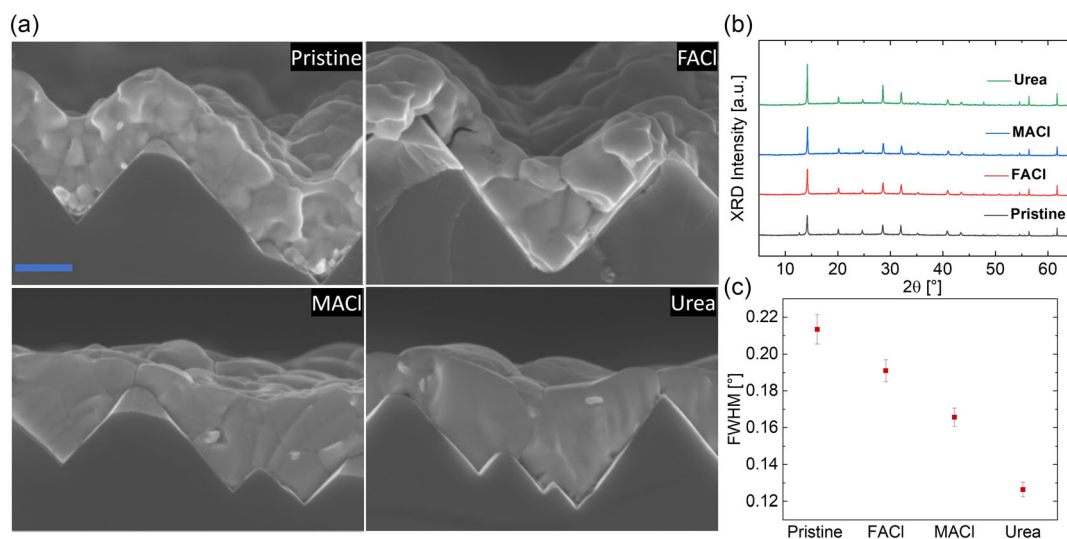 (a)
Pristine
FACl
MACl
Urea
(b)
XRD Intensity [a.u.]
Urea
MACl
FACl
Pristine
10 20 30 40 50 60
2θ [°]
(c)
FWHM [°]
0.22
0.20
0.18
0.16
0.14
0.12
Pristine FACl MACl Urea